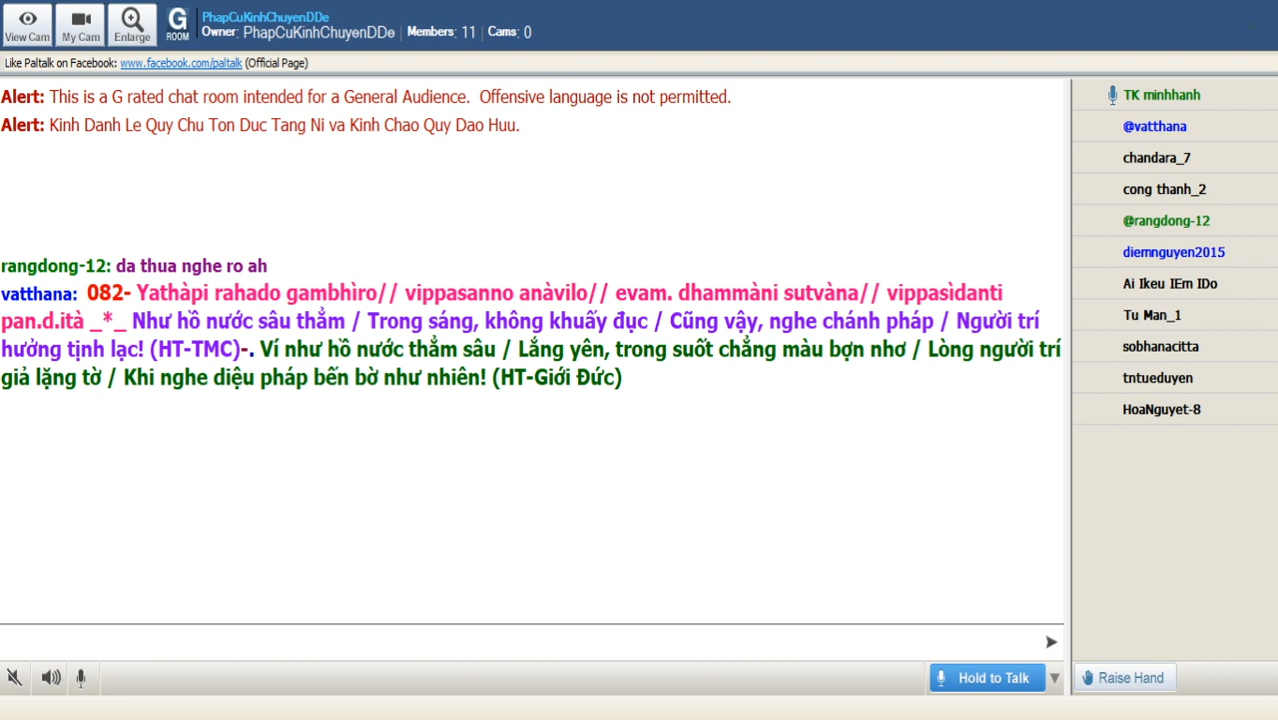 View Cam
My Cam
Enlarge
G
ROOM
PhapCuKinhChuyenDDe
Owner: PhapCuKinhChuyenDDe | Members: 11 | Cams: 0
Like Paltalk on Facebook: www.facebook.com/paltalk (Official Page)
Alert: This is a G rated chat room intended for a General Audience. Offensive language is not permitted.
Alert: Kinh Danh Le Quy Chu Ton Duc Tang Ni va Kinh Chao Quy Dao Huu.
rangdong-12: da thua nghe ro ah
vatthana: 082- Yathàpi rahado gambhìro// vippasanno anàvilo// evam. dhammàni sutvàna// vippasìdanti
pan.d.ità _*_ Như hồ nước sâu thẳm / Trong sáng, không khuấy đục / Cũng vậy, nghe chánh pháp / Người trí
hưởng tịnh lạc! (HT-TMC)-. Ví như hồ nước thẳm sâu / Lắng yên, trong suốt chẳng màu bợn nhơ / Lòng người trí
giả lặng tờ / Khi nghe diệu pháp bến bờ như nhiên! (HT-Giới Đức)
TK minhhanh
@vatthana
chandara_7
cong thanh_2
@rangdong-12
diemnguyen2015
Ai Ikeu IEm IDo
Tu Man_1
sobhanacitta
tntueduyen
HoaNguyet-8
Hold to Talk
Raise Hand